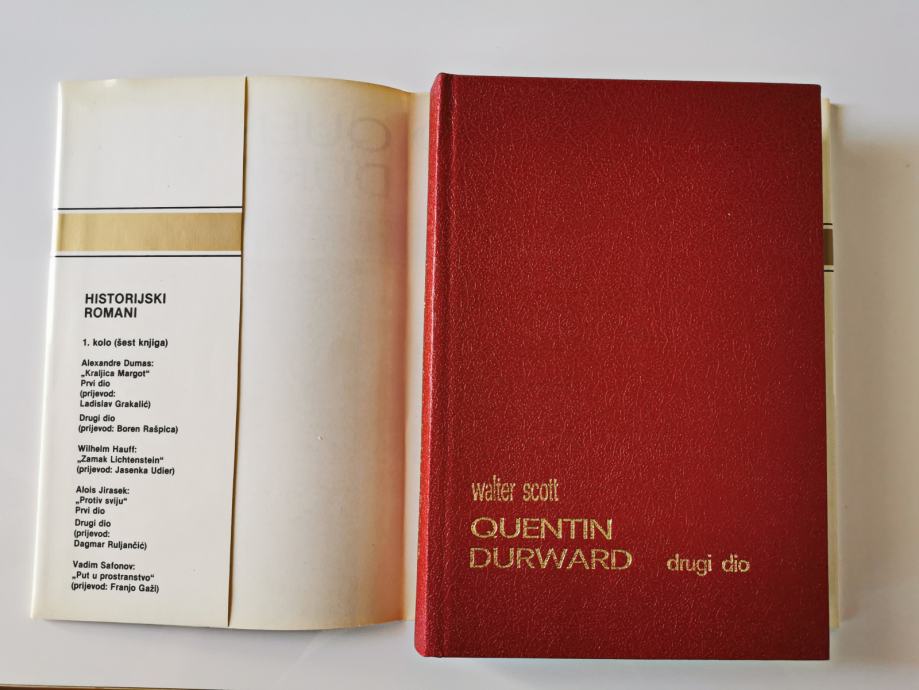 HISTORIJSKI
ROMANI
1. kolo (šest knjiga)
Alexandre Dumas:
„Kraljica Margot“
Prvi dio
(prijevod:
Ladislav Grakalić)
Drugi dio
(prijevod: Boren Rašpica)
Wilhelm Hauff:
„Zamak Lichtenstein“
(prijevod: Jasenka Udier)
Alois Jirasek:
„Protiv sviju“
Prvi dio
Drugi dio
(prijevod:
Dagmar Ruljančić)
Vadim Safonov:
„Put u prostranstvo“
(prijevod: Franjo Gaži)
walter scott
QUENTIN
DURWARD drugi dio